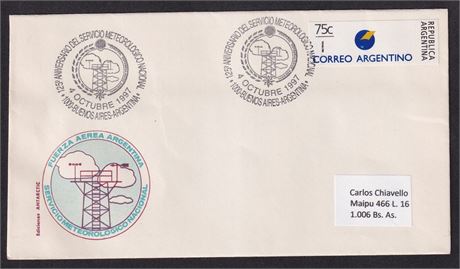 125º ANIVERSARIO DEL SERVICIO METEOROLOGICO NACIONAL
4 OCTUBRE 1997
1000-BUENOS AIRES-ARGENTINA
125º ANIVERSARIO DEL SERVICIO METEOROLOGICO NACIONAL
4 OCTUBRE 1997
1000-BUENOS AIRES-ARGENTINA
75c
CORREO ARGENTINO
REPUBLICA
ARGENTINA
FUERZA AEREA ARGENTINA
SERVICIO METEOROLOGICO NACIONAL
Ediciones ANTARCTIC
Carlos Chiavello
Maipu 466 L. 16
1.006 Bs. As.